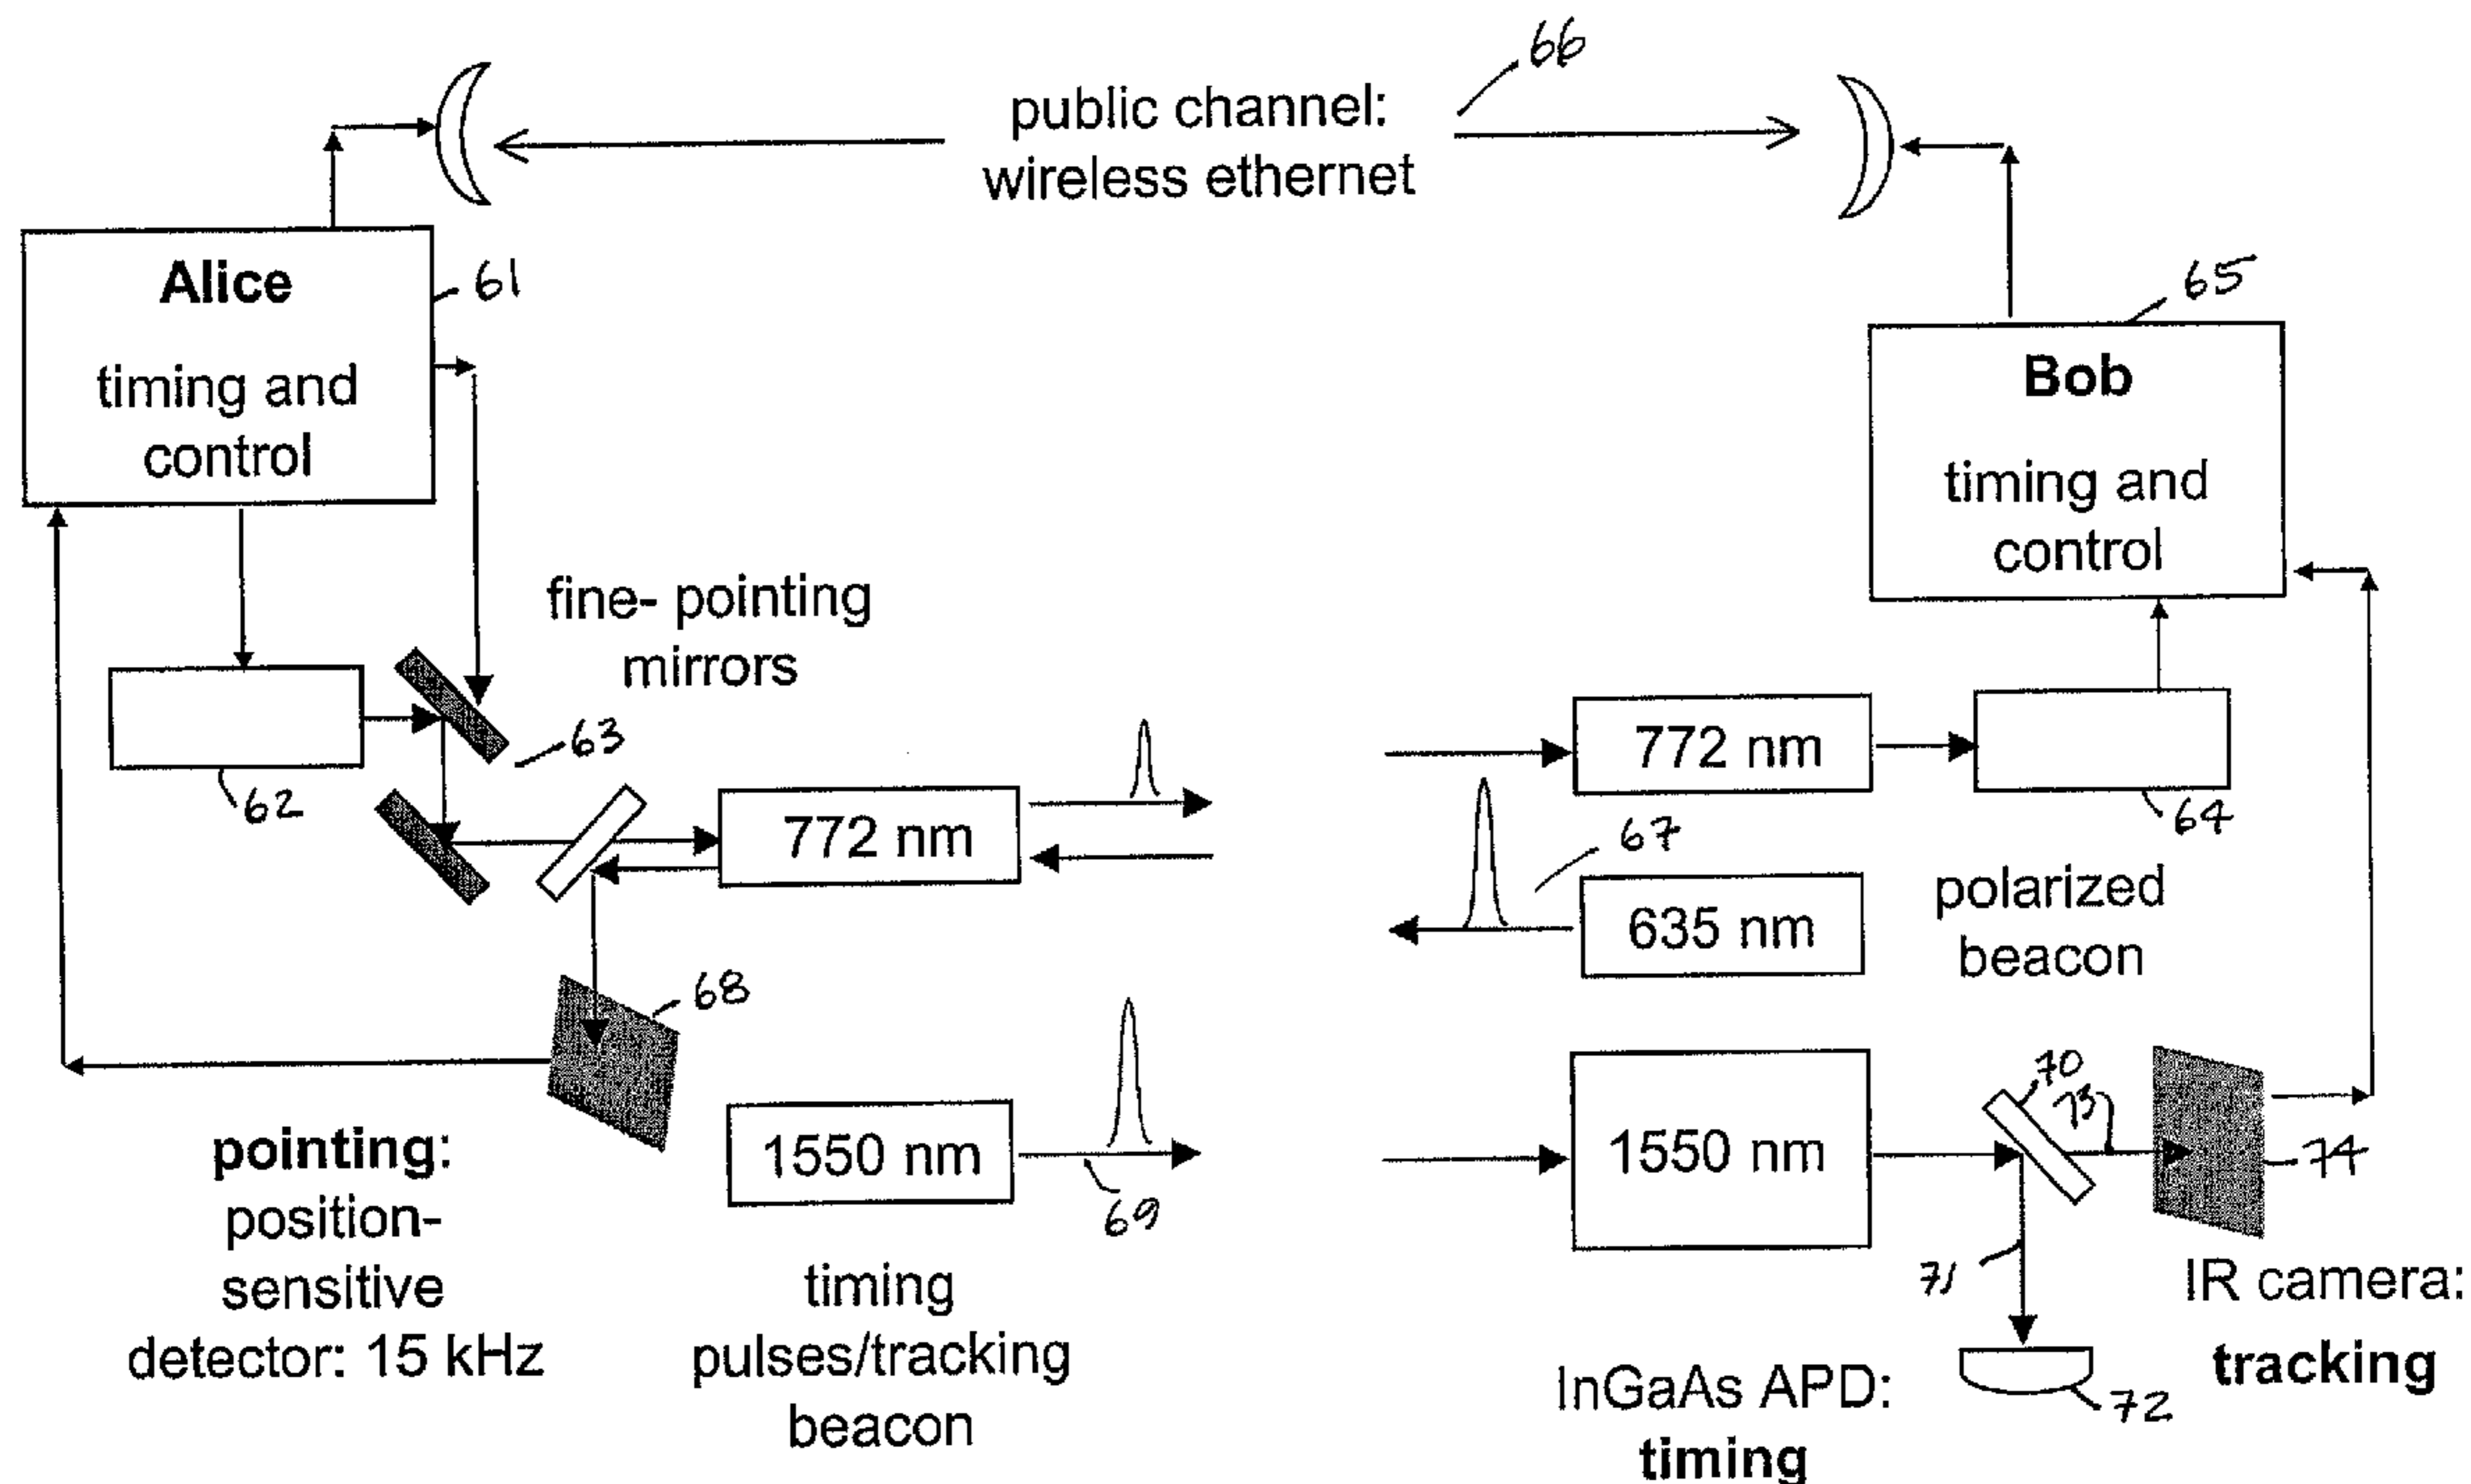 66
public channel:
wireless ethernet
Alice
timing and
control
61
65
Bob
timing and
control
fine- pointing
mirrors
63
62
772 nm
772 nm
64
67
635 nm
polarized
beacon
68
pointing:
position-
sensitive
detector: 15 kHz
1550 nm
69
timing
pulses/tracking
beacon
1550 nm
70
73
74
71
IR camera:
tracking
InGaAs APD:
timing
72